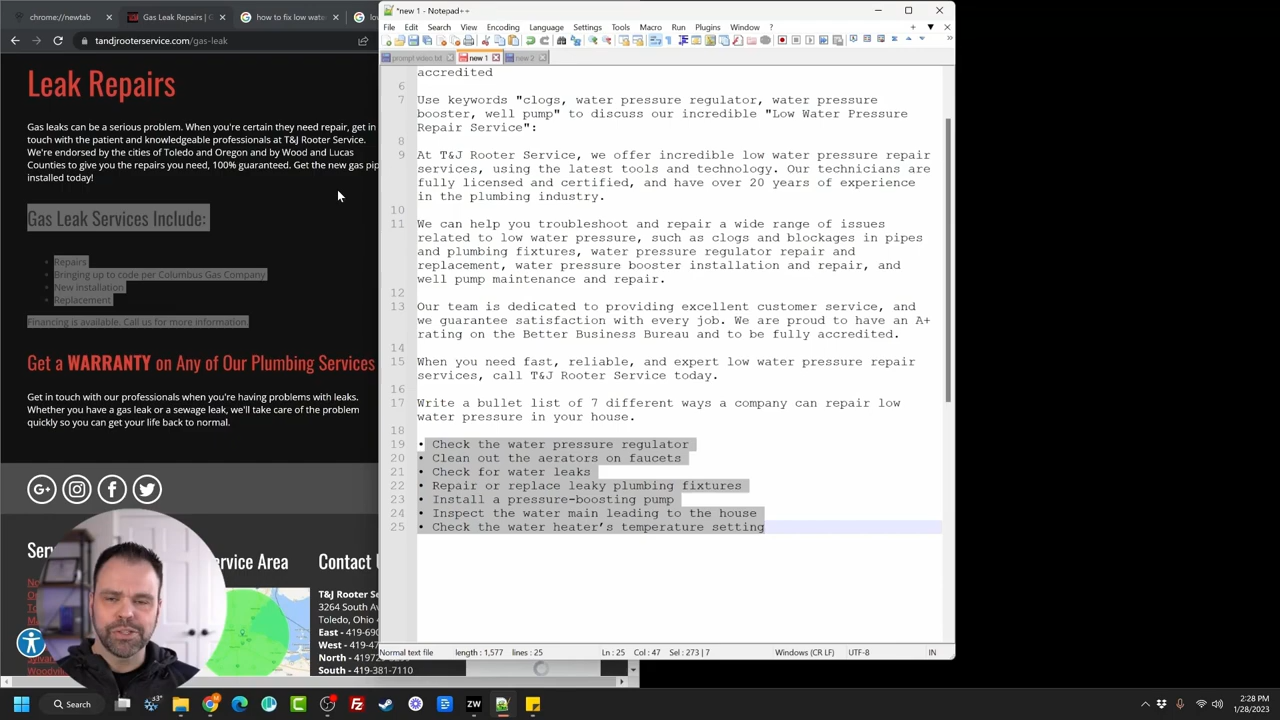 chrome://newtab
Gas Leak Repairs |
how to fix low wate
tandjrooterservice.com/gas-leak
Leak Repairs
Gas leaks can be a serious problem. When you're certain they need repair, get in
touch with the patient and knowledgeable professionals at T&J Rooter Service.
We're endorsed by the cities of Toledo and Oregon and by Wood and Lucas
Counties to give you the repairs you need, 100% guaranteed. Get the new gas pip
installed today!
Gas Leak Services Include:
Repairs
Bringing up to code per Columbus Gas Company
New installation
Replacement
Financing is available. Call us for more information.
Get a WARRANTY on Any of Our Plumbing Services
Get in touch with our professionals when you're having problems with leaks.
Whether you have a gas leak or a sewage leak, we'll take care of the problem
quickly so you can get your life back to normal.
Ser
rvice Area
Contact
T&J Rooter Se
3264 South Av
Toledo, Ohio
East - 419-690
West - 419-47
North - 419
South - 419-381-7110
*new 1 - Notepad++
File Edit Search View Encoding Language Settings Tools Macro Run Plugins Window ?
prompt video.txt
new 1
new 2
accredited
6
7 Use keywords "clogs, water pressure regulator, water pressure
booster, well pump" to discuss our incredible "Low Water Pressure
Repair Service":
8
9 At T&J Rooter Service, we offer incredible low water pressure repair
services, using the latest tools and technology. Our technicians are
fully licensed and certified, and have over 20 years of experience
in the plumbing industry.
10
11 We can help you troubleshoot and repair a wide range of issues
related to low water pressure, such as clogs and blockages in pipes
and plumbing fixtures, water pressure regulator repair and
replacement, water pressure booster installation and repair, and
well pump maintenance and repair.
12
13 Our team is dedicated to providing excellent customer service, and
we guarantee satisfaction with every job. We are proud to have an A+
rating on the Better Business Bureau and to be fully accredited.
14
15 When you need fast, reliable, and expert low water pressure repair
services, call T&J Rooter Service today.
16
17 Write a bullet list of 7 different ways a company can repair low
water pressure in your house.
18
19 • Check the water pressure regulator
20 • Clean out the aerators on faucets
21 • Check for water leaks
22 • Repair or replace leaky plumbing fixtures
23 • Install a pressure-boosting pump
24 • Inspect the water main leading to the house
25 • Check the water heater's temperature setting
Normal text file length : 1,577 lines : 25 Ln : 25 Col : 47 Sel : 273 | 7 Windows (CR LF) UTF-8 IN
Search
33°
ZW
2:28 PM
1/28/2023